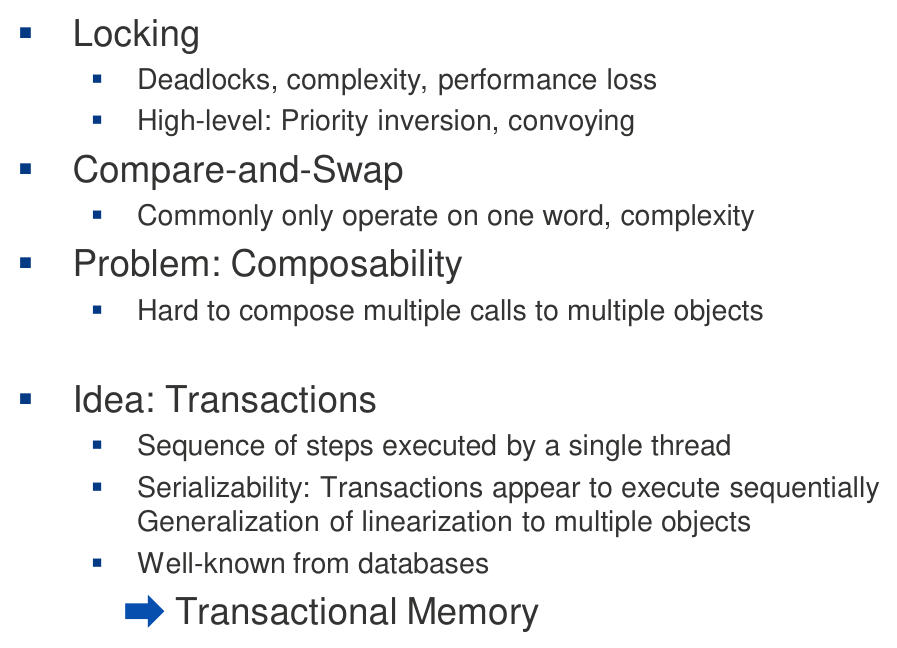 Locking
Deadlocks, complexity, performance loss
High-level: Priority inversion, convoying
Compare-and-Swap
Commonly only operate on one word, complexity
Problem: Composability
Hard to compose multiple calls to multiple objects
Idea: Transactions
Sequence of steps executed by a single thread
Serializability: Transactions appear to execute sequentially
Generalization of linearization to multiple objects
Well-known from databases
Transactional Memory